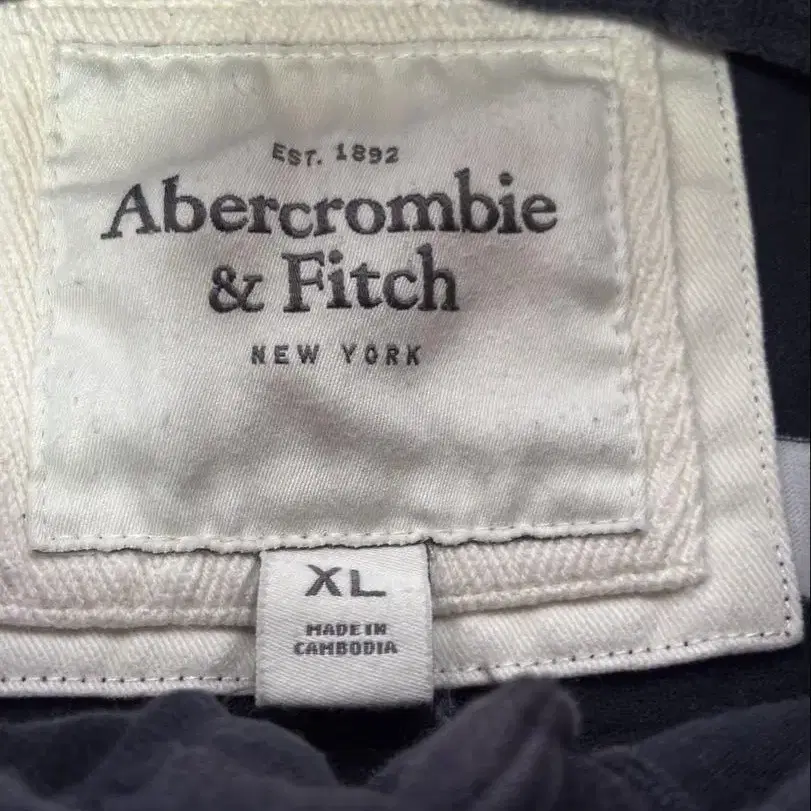 EST. 1892
Abercrombie
& Fitch
NEW YORK
XL
MADE IN
CAMBODIA